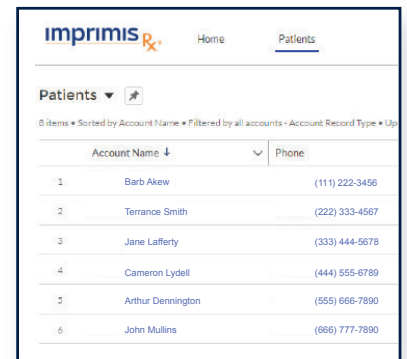 imprimis Rx Home Patients
Patients
8 items • Sorted by Account Name • Filtered by all accounts - Account Record Type •
Account Name Phone
1 Barb Akew (111) 222-3456
2 Terrance Smith (222) 333-4567
3 Jane Lafferty (333) 444-5678
4 Cameron Lydell (444) 555-6789
5 Arthur Dennington (555) 666-7890
6 John Mullins (666) 777-7890